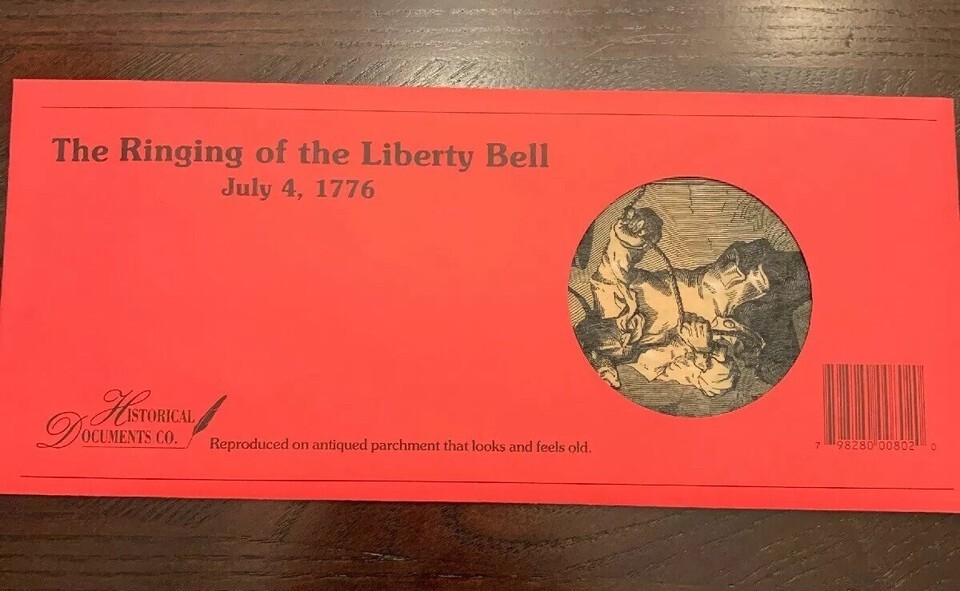 The Ringing of the Liberty Bell
July 4, 1776
Historical
Documents Co.
Reproduced on antiqued parchment that looks and feels old.
7 98280 00802 0